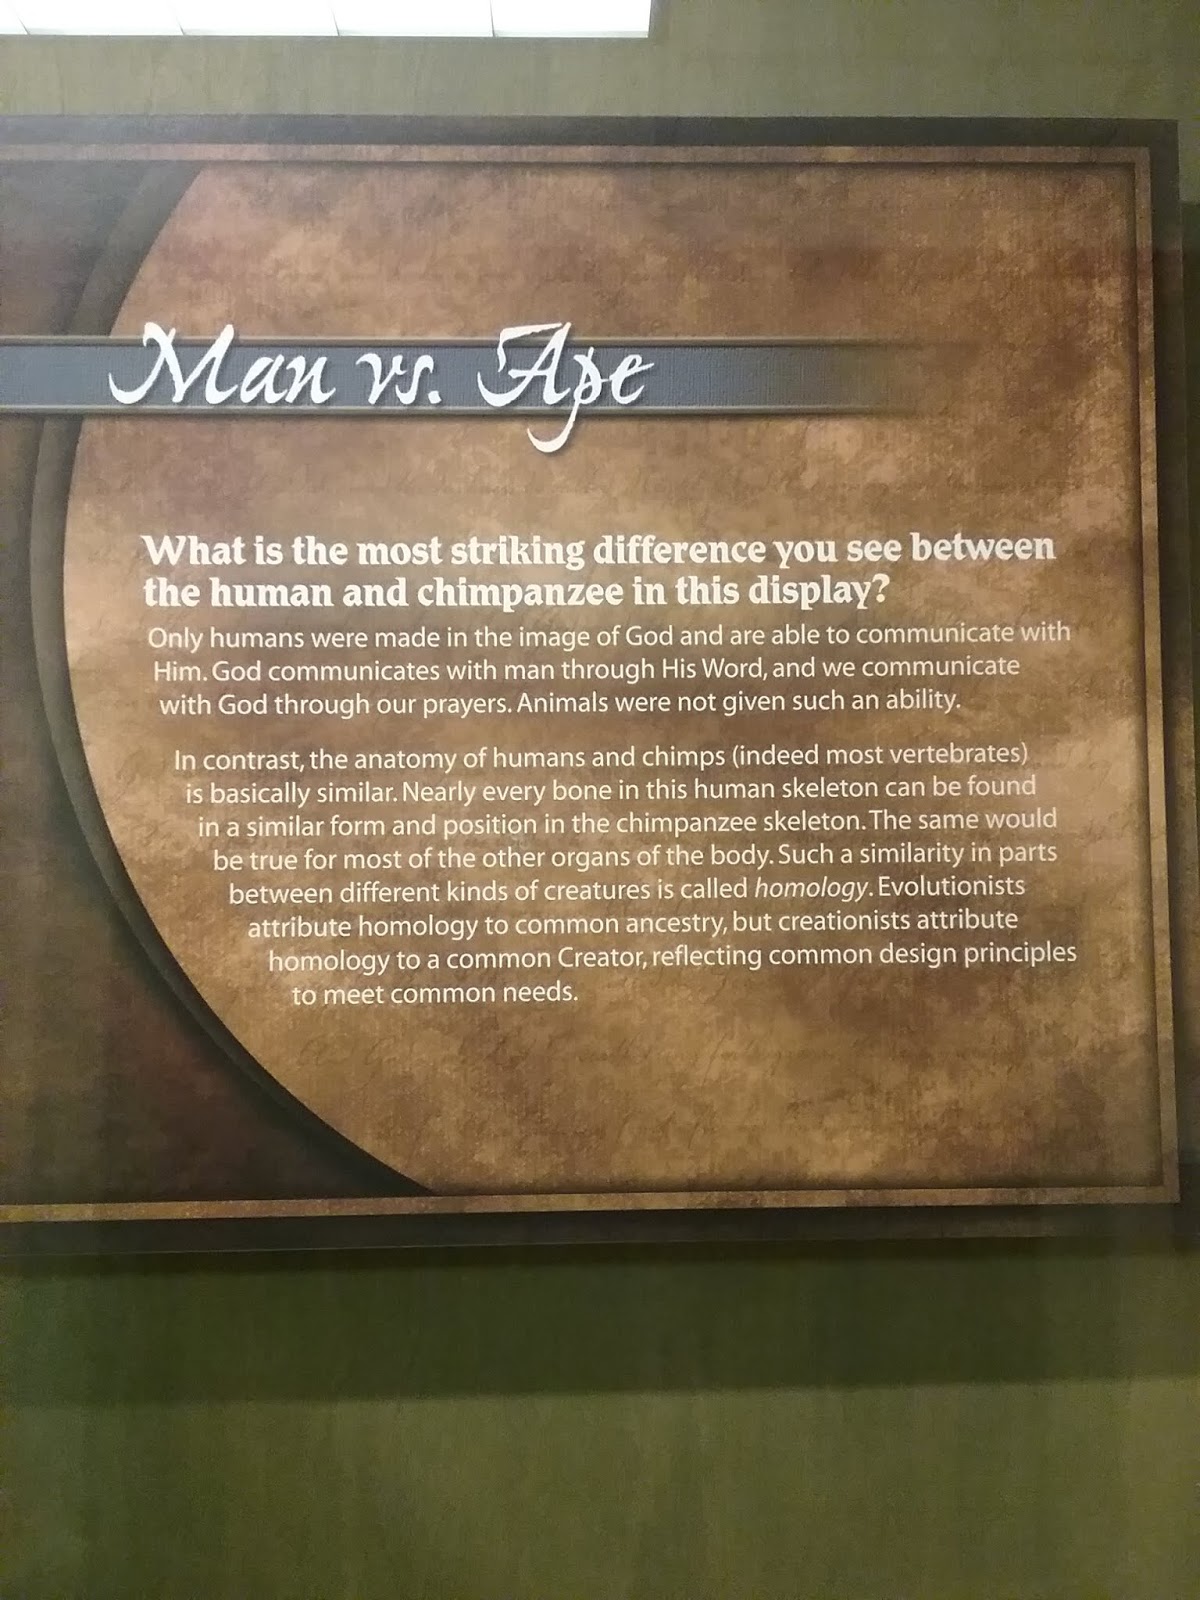 Man vs. Ape
What is the most striking difference you see between
the human and chimpanzee in this display?
Only humans were made in the image of God and are able to communicate with
Him. God communicates with man through His Word, and we communicate
with God through our prayers. Animals were not given such an ability.
In contrast, the anatomy of humans and chimps (indeed most vertebrates)
is basically similar. Nearly every bone in this human skeleton can be found
in a similar form and position in the chimpanzee skeleton. The same would
be true for most of the other organs of the body. Such a similarity in parts
between different kinds of creatures is called homology. Evolutionists
attribute homology to common ancestry, but creationists attribute
homology to a common Creator, reflecting common design principles
to meet common needs.